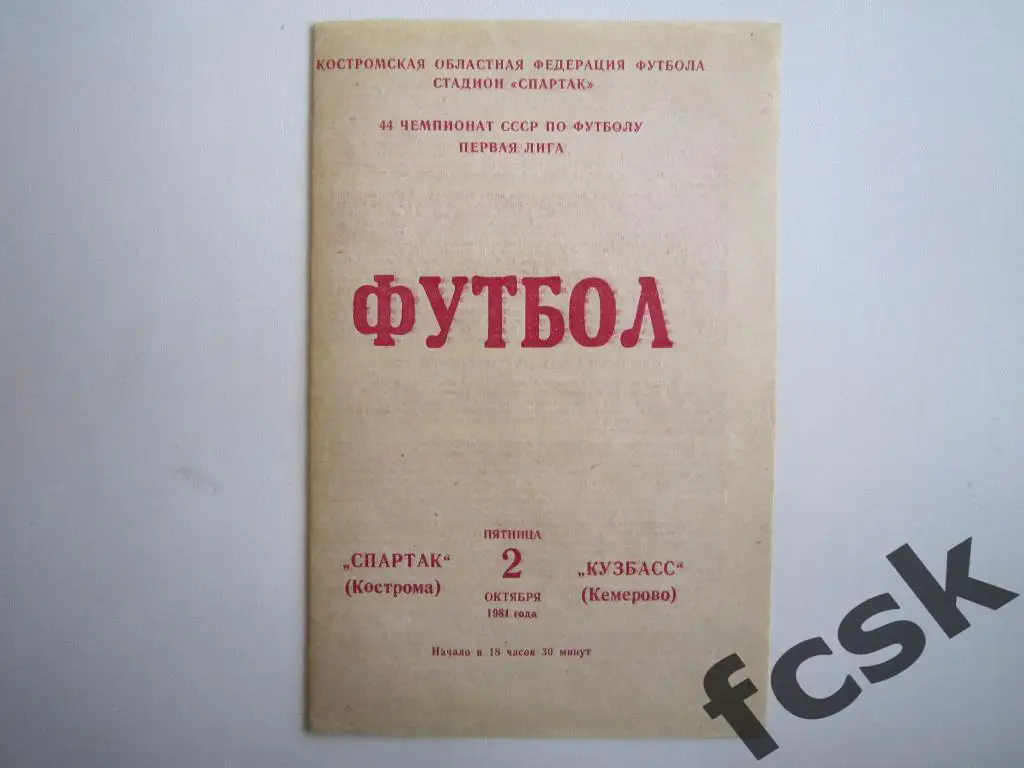 КОСТРОМСКАЯ ОБЛАСТНАЯ ФЕДЕРАЦИЯ ФУТБОЛА
СТАДИОН «СПАРТАК»
44 ЧЕМПИОНАТ СССР ПО ФУТБОЛУ
ПЕРВАЯ ЛИГА
ФУТБОЛ
„СПАРТАК“
(Кострома)
ПЯТНИЦА
2
ОКТЯБРЯ
1981 года
„КУЗБАСС“
(Кемерово)
Начало в 18 часов 30 минут
fcsk